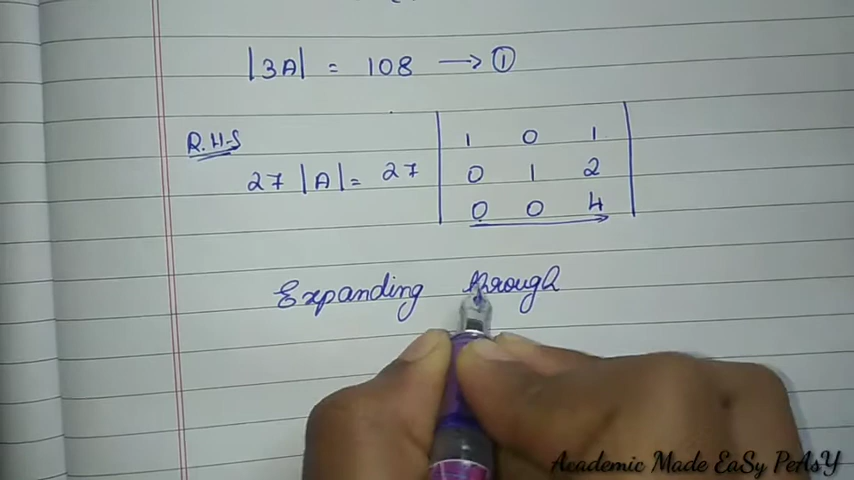 |3A| = 108 → ①
R.H.S
27 |A| = 27 | 1 0 1 |
| 0 1 2 |
| 0 0 4 |
Expanding through
Academic Made EaSy PeAsY